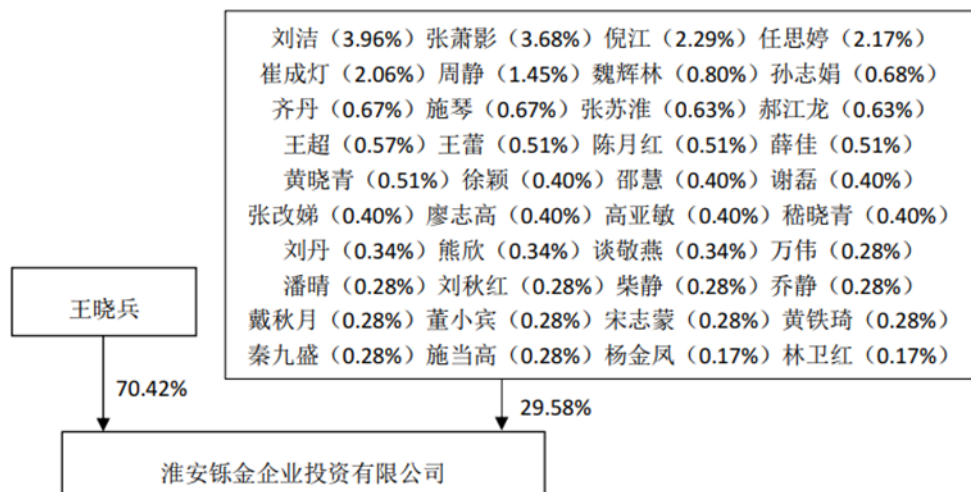 刘洁（3.96%）张萧影（3.68%）倪江（2.29%）任思婷（2.17%）
崔成灯（2.06%）周静（1.45%）魏辉林（0.80%）孙志娟（0.68%）
齐丹（0.67%）施琴（0.67%）张苏淮（0.63%）郝江龙（0.63%）
王超（0.57%）王蕾（0.51%）陈月红（0.51%）薛佳（0.51%）
黄晓青（0.51%）徐颖（0.40%）邵慧（0.40%）谢磊（0.40%）
张改娣（0.40%）廖志高（0.40%）高亚敏（0.40%）嵇晓青（0.40%）
刘丹（0.34%）熊欣（0.34%）谈敬燕（0.34%）万伟（0.28%）
潘晴（0.28%）刘秋红（0.28%）柴静（0.28%）乔静（0.28%）
戴秋月（0.28%）董小宾（0.28%）宋志蒙（0.28%）黄铁琦（0.28%）
秦九盛（0.28%）施当高（0.28%）杨金凤（0.17%）林卫红（0.17%）
王晓兵
70.42%
29.58%
淮安铄金企业投资有限公司